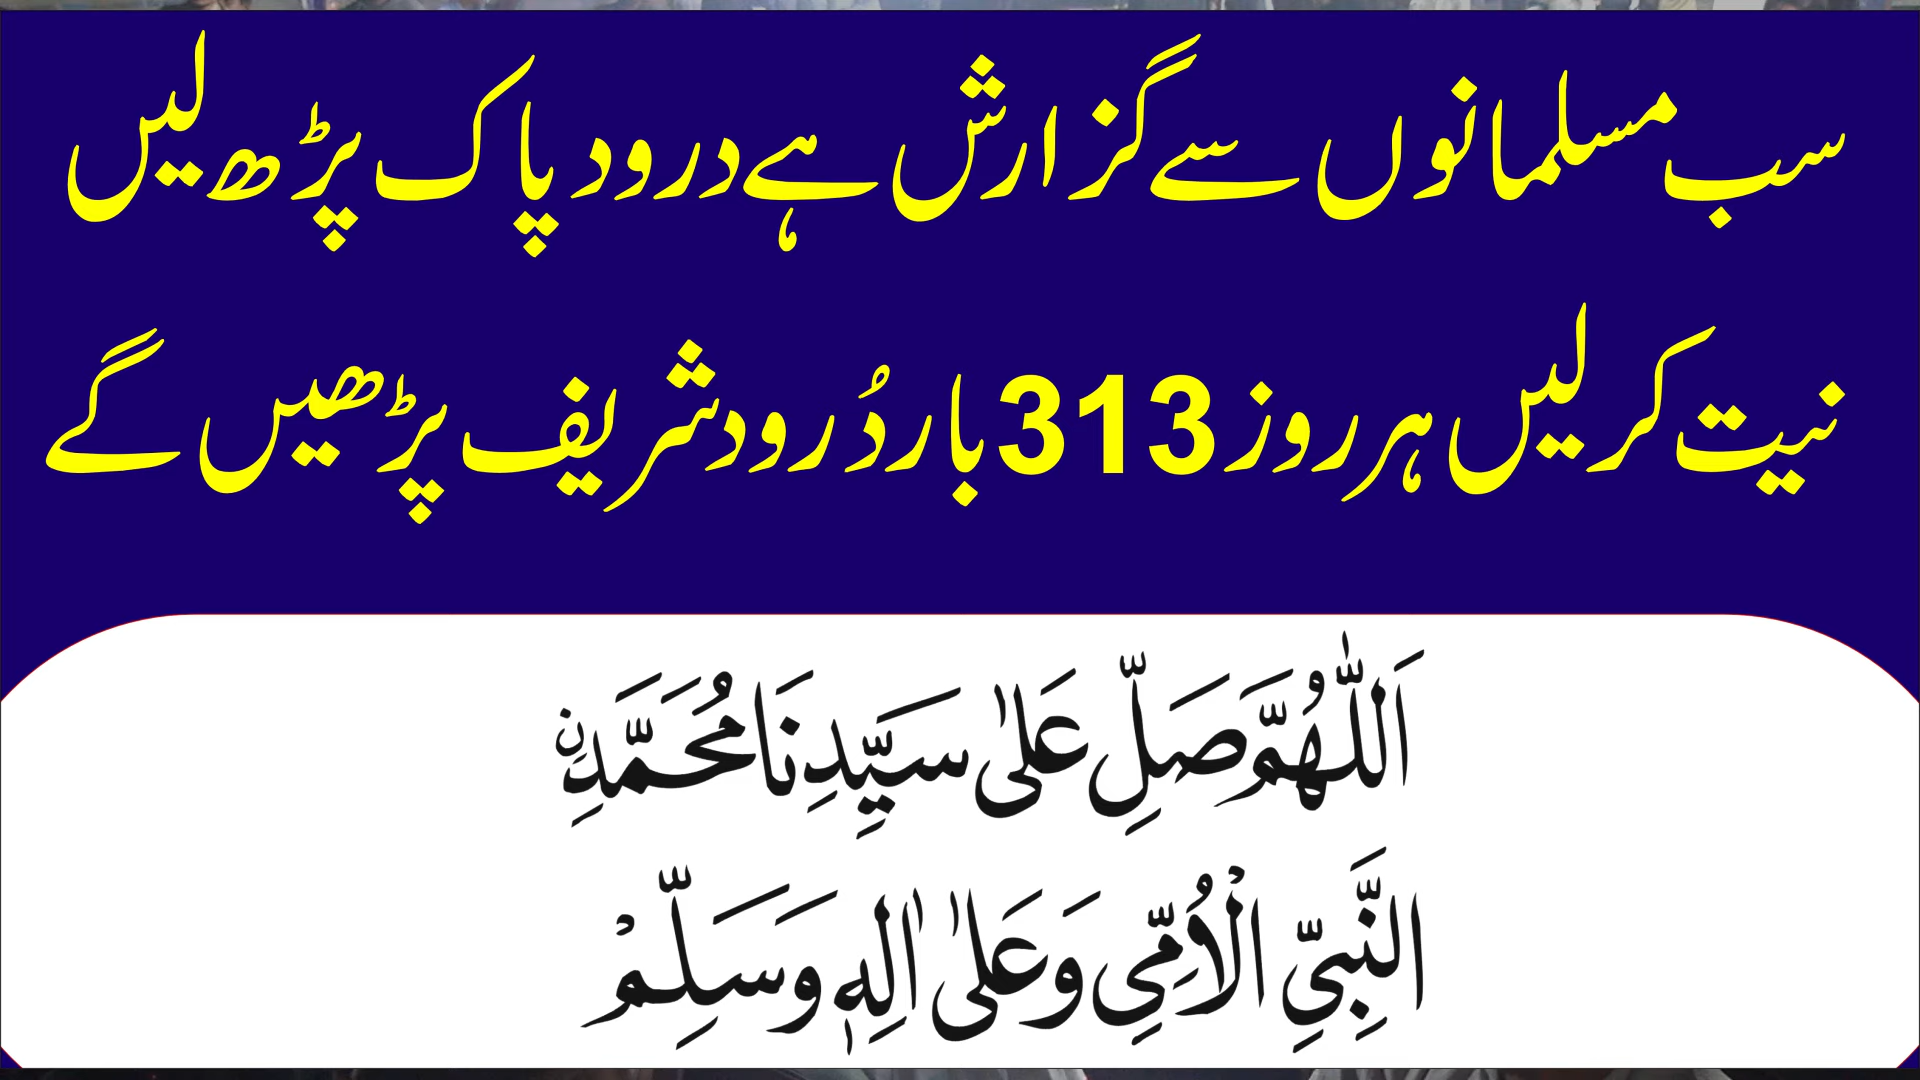 سب مسلمانوں سے گزارش ہے درود پاک پڑھ لیں
نیت کرلیں ہر روز 313 بار دُرود شریف پڑھیں گے
اَللّٰهُمَّ صَلِّ عَلٰى سَيِّدِنَا مُحَمَّدِنِ
النَّبِيِّ الْاُمِّيِ وَعَلٰى اٰلِهٖ وَسَلِّمْ